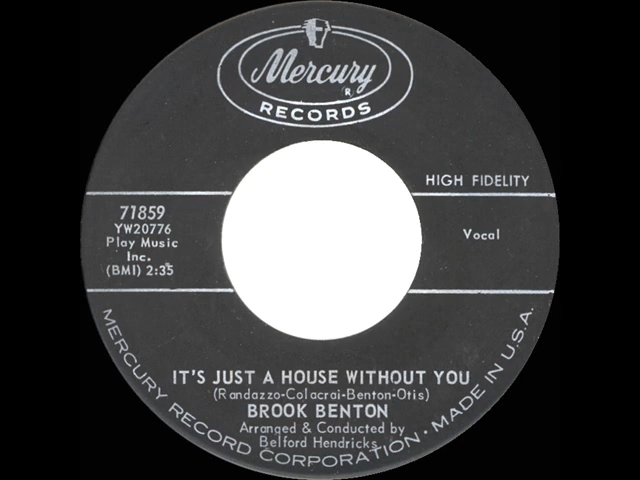 Mercury
R
RECORDS
HIGH FIDELITY
71859
YW20776
Play Music
Inc.
(BMI) 2:35
Vocal
IT'S JUST A HOUSE WITHOUT YOU
(Randazzo-Colacrai-Benton-Otis)
BROOK BENTON
Arranged & Conducted by
Belford Hendricks
MERCURY RECORD CORPORATION • MADE IN U.S.A.